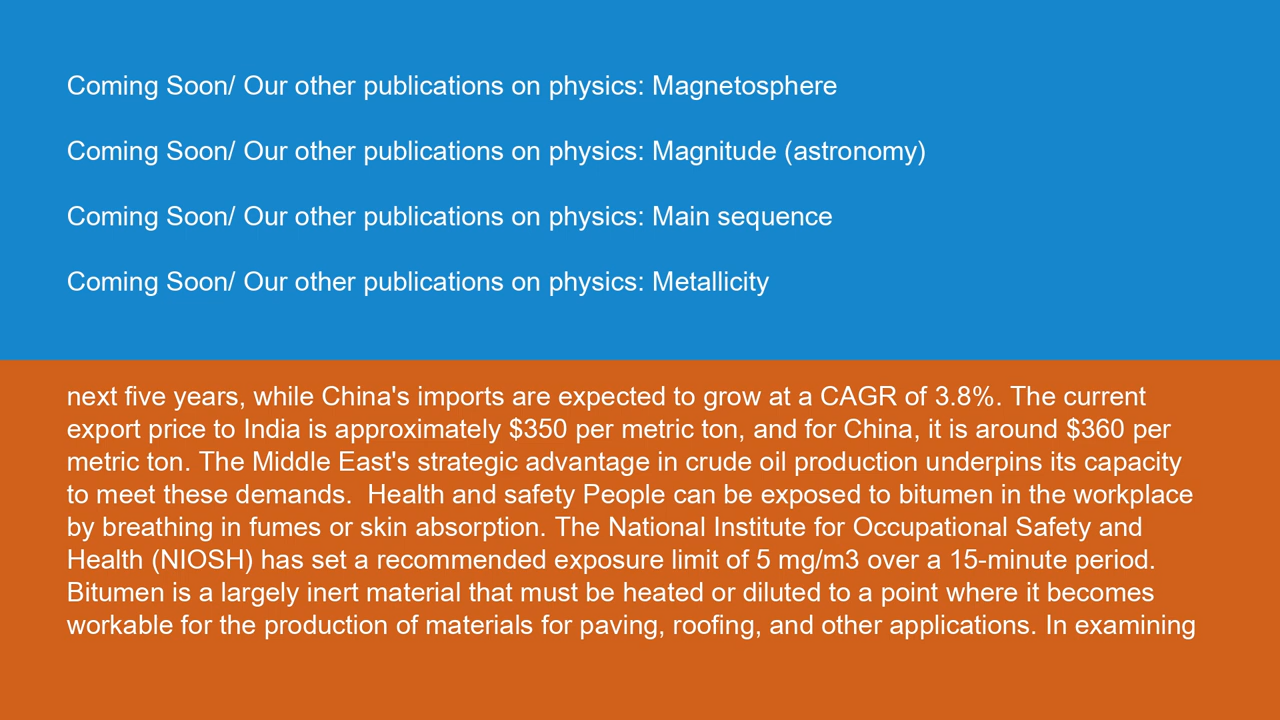 Coming Soon/ Our other publications on physics: Magnetosphere
Coming Soon/ Our other publications on physics: Magnitude (astronomy)
Coming Soon/ Our other publications on physics: Main sequence
Coming Soon/ Our other publications on physics: Metallicity
next five years, while China's imports are expected to grow at a CAGR of 3.8%. The current
export price to India is approximately $350 per metric ton, and for China, it is around $360 per
metric ton. The Middle East's strategic advantage in crude oil production underpins its capacity
to meet these demands.  Health and safety People can be exposed to bitumen in the workplace
by breathing in fumes or skin absorption. The National Institute for Occupational Safety and
Health (NIOSH) has set a recommended exposure limit of 5 mg/m3 over a 15-minute period.
Bitumen is a largely inert material that must be heated or diluted to a point where it becomes
workable for the production of materials for paving, roofing, and other applications. In examining